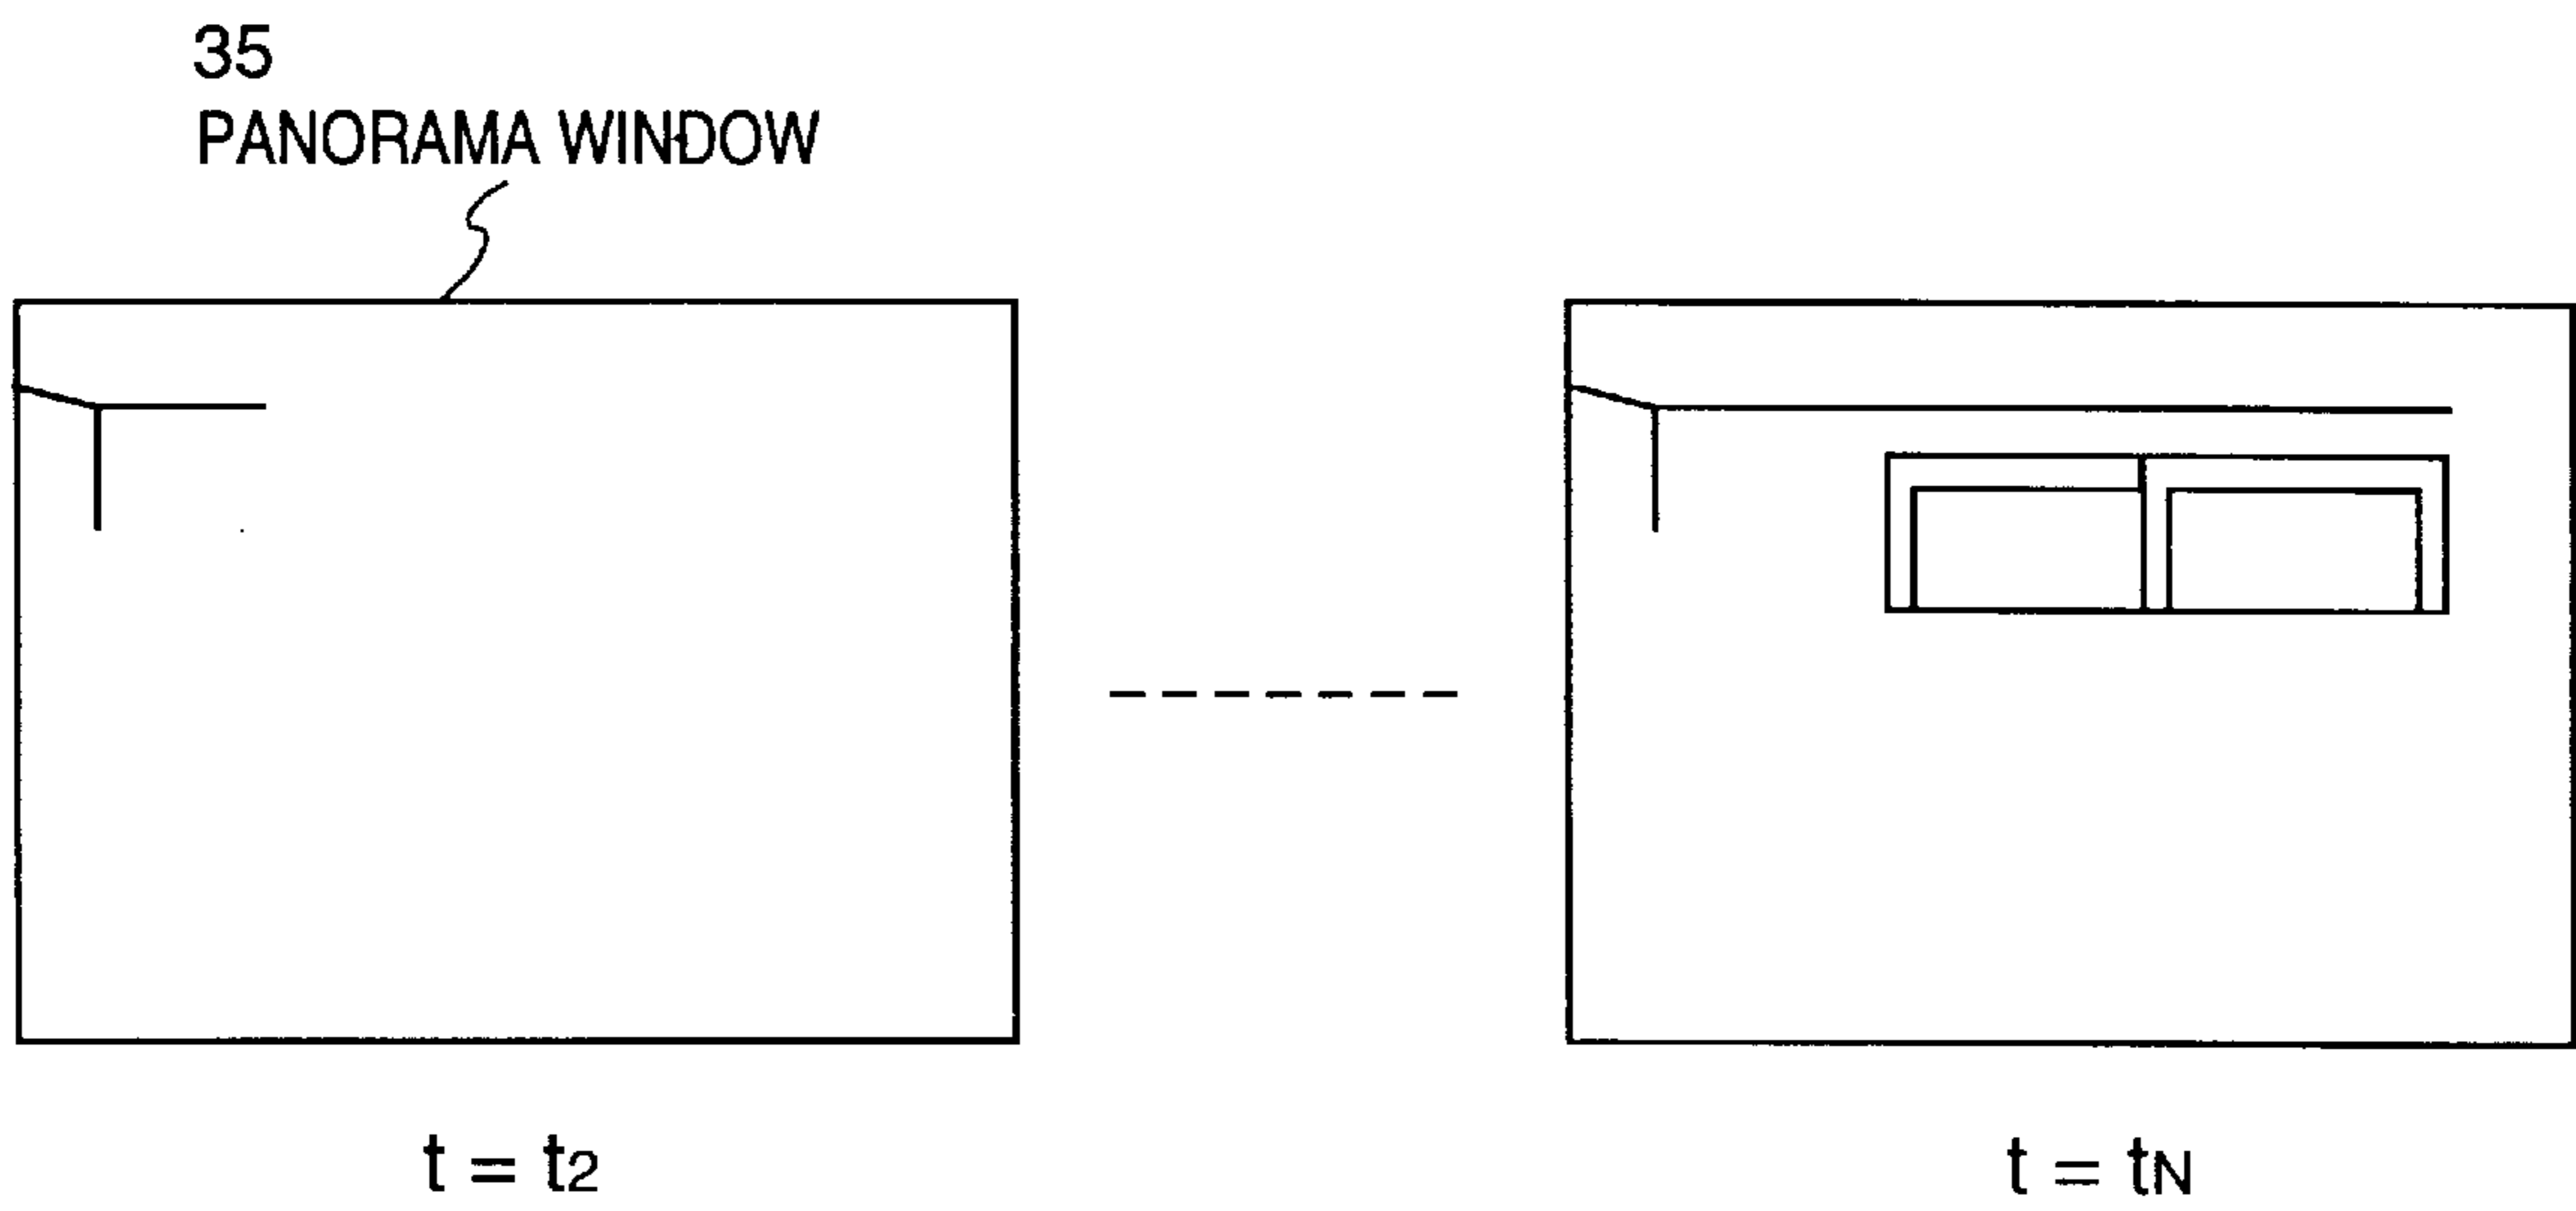 35
PANORAMA WINDOW
t = t2
t = tN